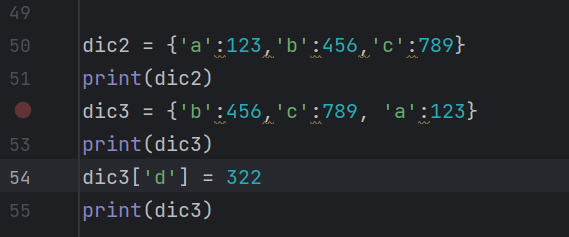 49
50 dic2 = {'a':123,'b':456,'c':789}
51 print(dic2)
dic3 = {'b':456,'c':789, 'a':123}
53 print(dic3)
54 dic3['d'] = 322
55 print(dic3)